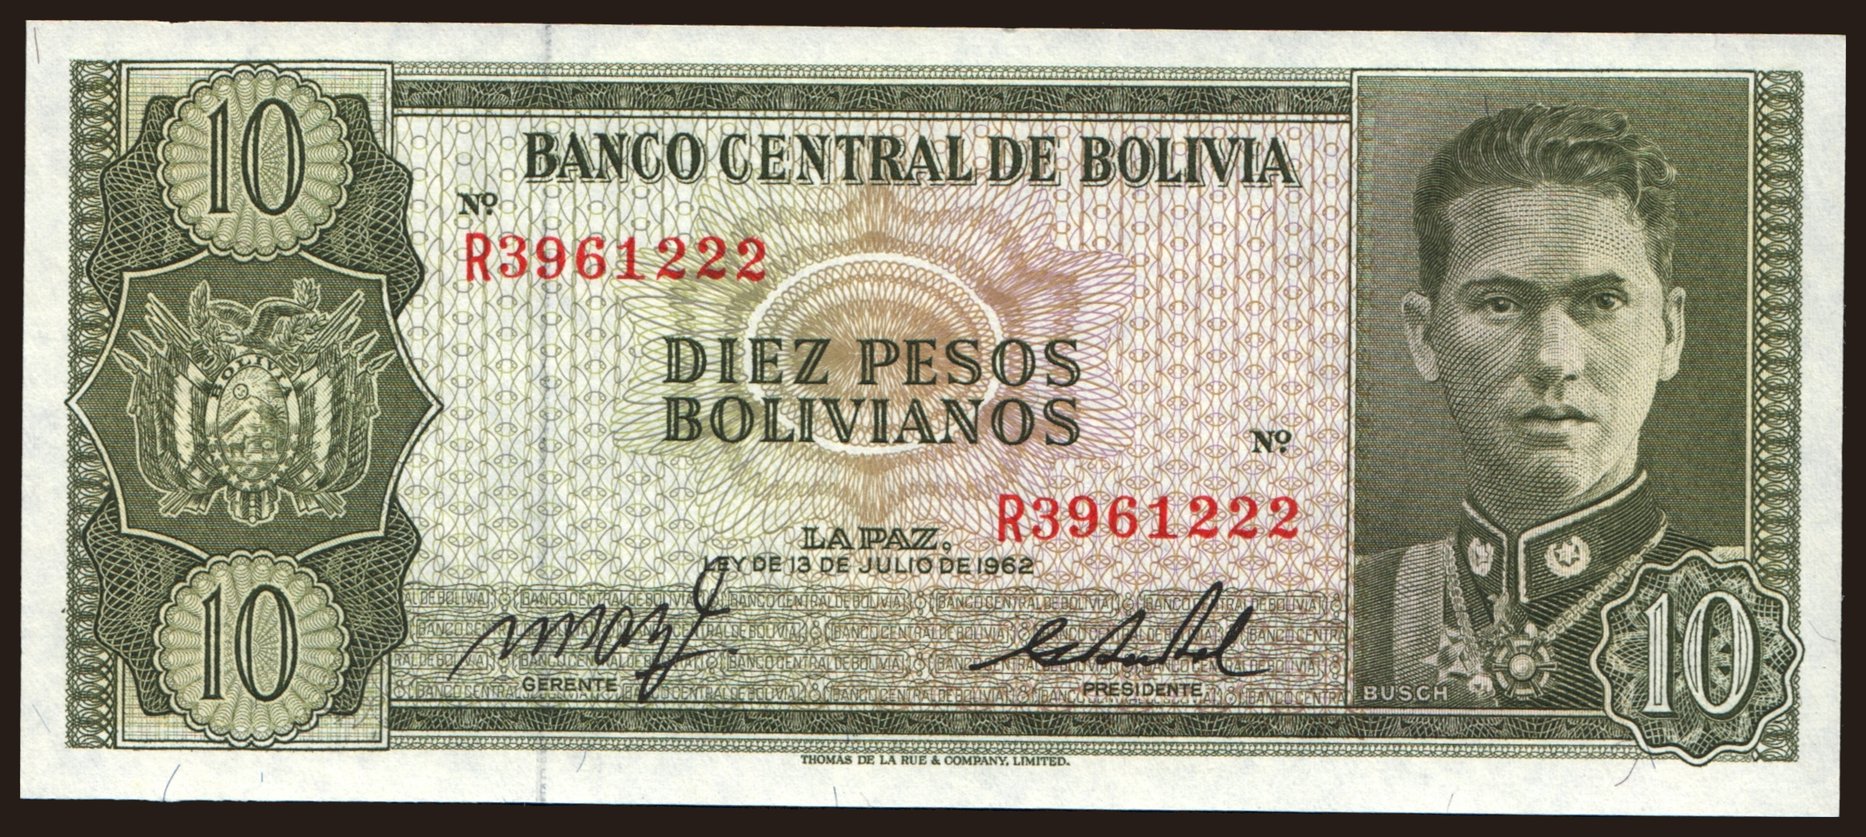 10
BANCO CENTRAL DE BOLIVIA
Nº
R3961222
BOLIVIA
DIEZ PESOS
BOLIVIANOS
Nº
R3961222
LA PAZ,
LEY DE 13 DE JULIO DE 1962
10
GERENTE
PRESIDENTE
BUSCH
10
THOMAS DE LA RUE & COMPANY, LIMITED.